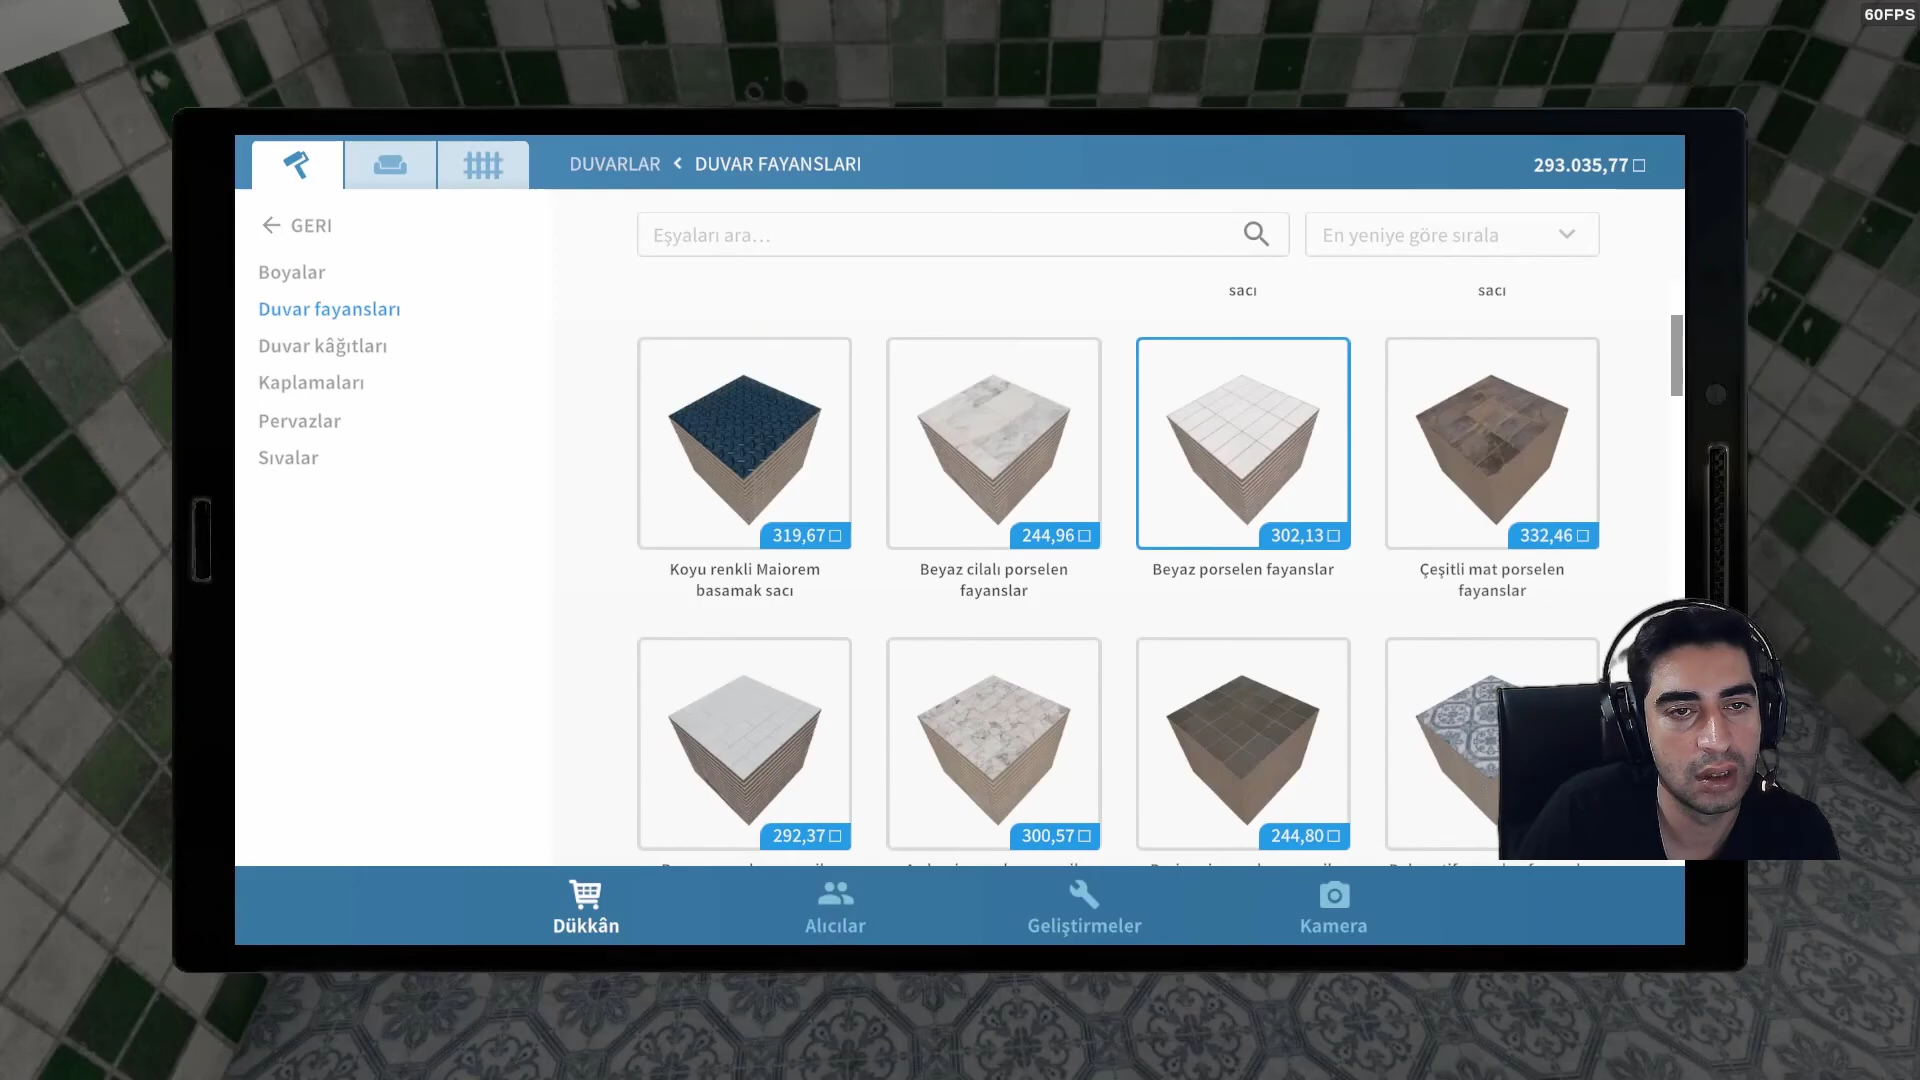 60FPS
DUVARLAR < DUVAR FAYANSLARI
293.035,77
GERI
Boyalar
Duvar fayansları
Duvar kâğıtları
Kaplamaları
Pervazlar
Sıvalar
Eşyaları ara...
En yeniye göre sırala
sacı
sacı
319,67
244,96
302,13
332,46
Koyu renkli Maiorem
basamak sacı
Beyaz cilalı porselen
fayanslar
Beyaz porselen fayanslar
Çeşitli mat porselen
fayanslar
292,37
300,57
244,80
Dükkân
Alıcılar
Geliştirmeler
Kamera